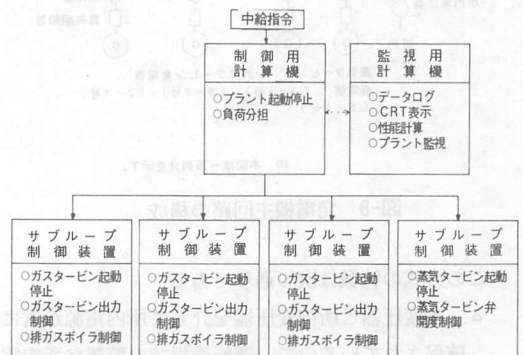 中給指令
制御用
計算機
○プラント起動停止
○負荷分担
監視用
計算機
○データログ
○CRT表示
○性能計算
○プラント監視
サブループ
制御装置
○ガスタービン起動
停止
○ガスタービン出力
制御
○排ガスボイラ制御
サブループ
制御装置
○ガスタービン起動
停止
○ガスタービン出力
制御
○排ガスボイラ制御
サブループ
制御装置
○ガスタービン起動
停止
○ガスタービン出力
制御
○排ガスボイラ制御
サブループ
制御装置
○蒸気タービン起動
停止
○蒸気タービン弁
開度制御